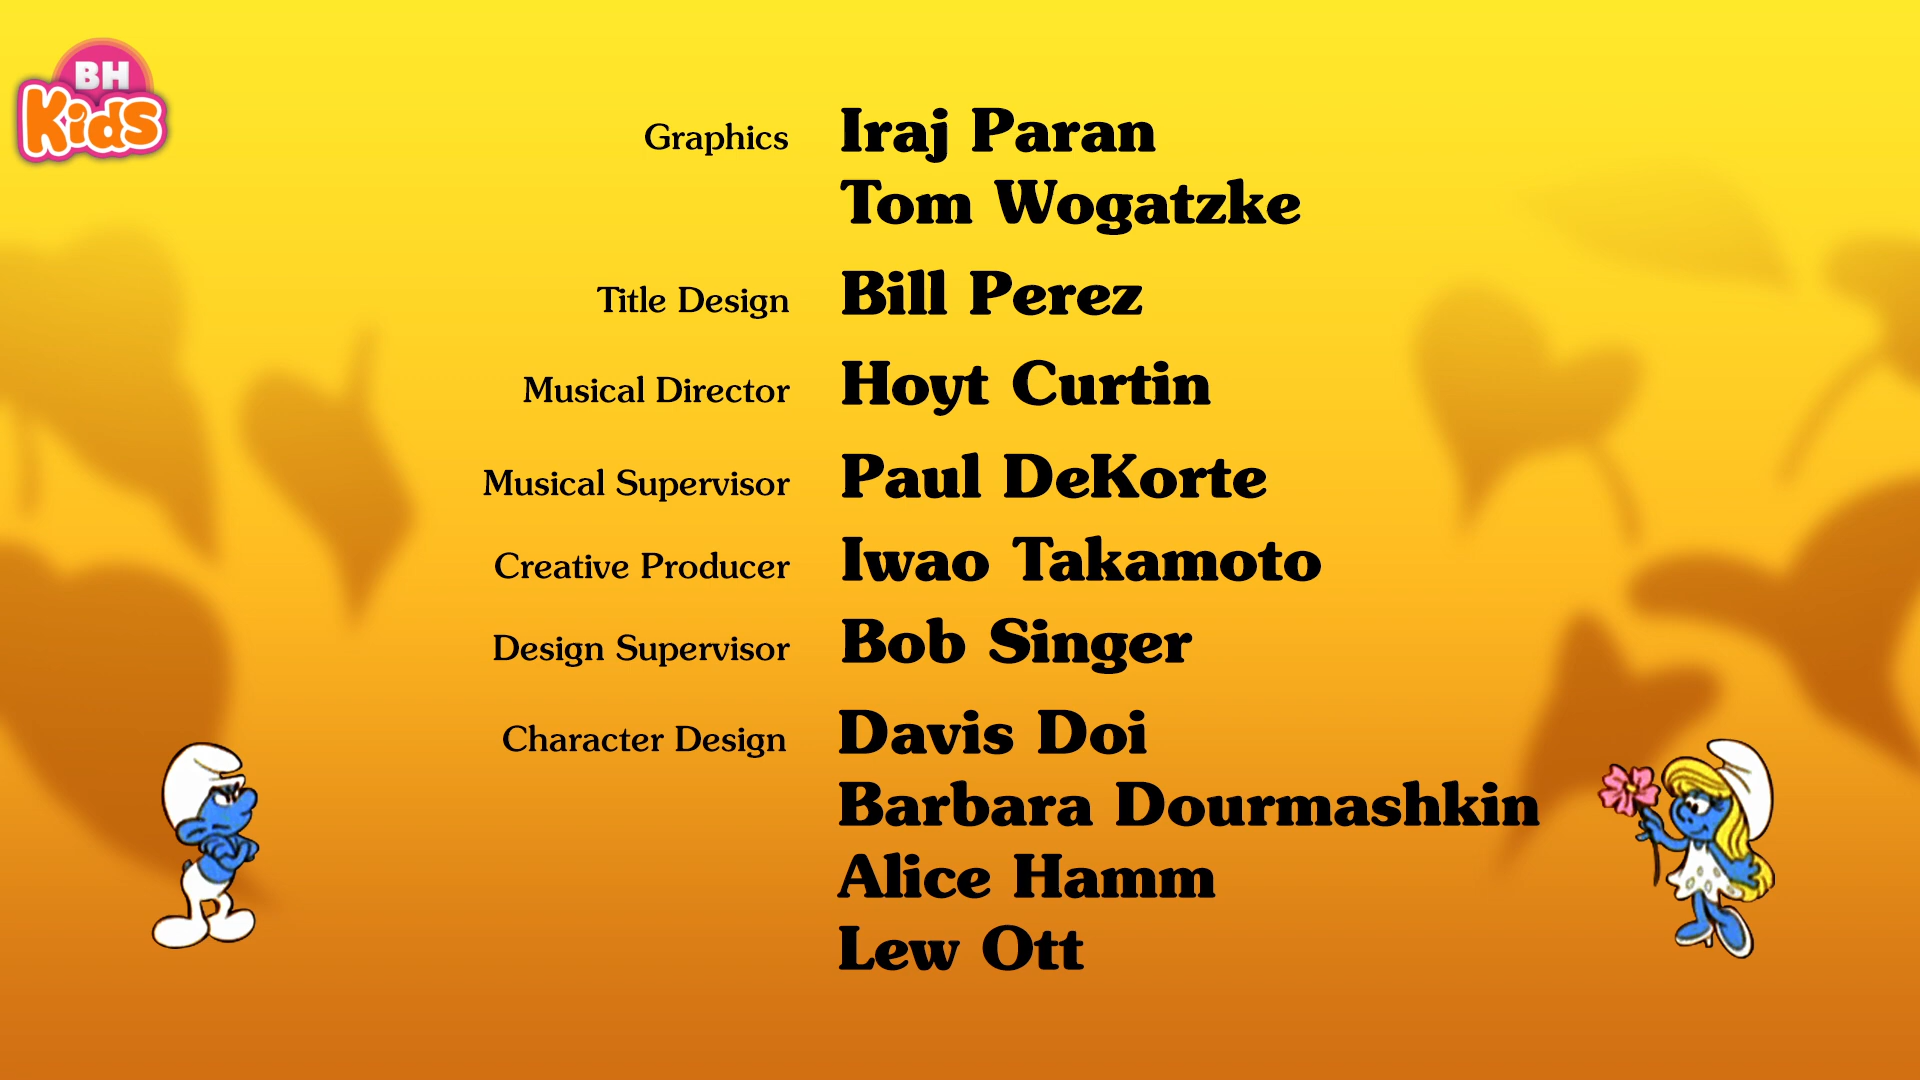 BH
Kids
Graphics Iraj Paran
Tom Wogatzke
Title Design Bill Perez
Musical Director Hoyt Curtin
Musical Supervisor Paul DeKorte
Creative Producer Iwao Takamoto
Design Supervisor Bob Singer
Character Design Davis Doi
Barbara Dourmashkin
Alice Hamm
Lew Ott